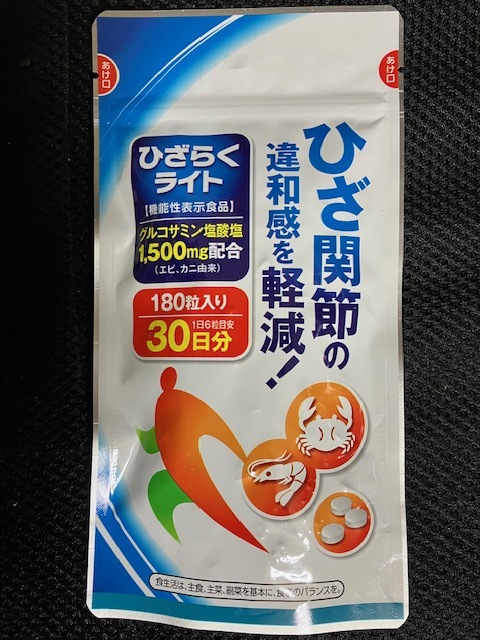 あけ口
あけ口
ひざ関節の
違和感を
軽減!
ひざらく
ライト
【機能性表示食品】
グルコサミン塩酸塩
1,500mg配合
(エビ、カニ由来)
180粒入り
1日6粒目安
30日分
食生活は、主食、主菜、副菜を基本に、食事のバランスを。